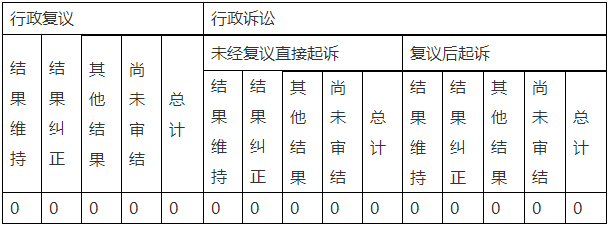 行政复议 行政诉讼
未经复议直接起诉 复议后起诉
结果维持 结果纠正 其他结果 尚未审结 总计 结果维持 结果纠正 其他结果 尚未审结 总计 结果维持 结果纠正 其他结果 尚未审结 总计
0 0 0 0 0 0 0 0 0 0 0 0 0 0 0